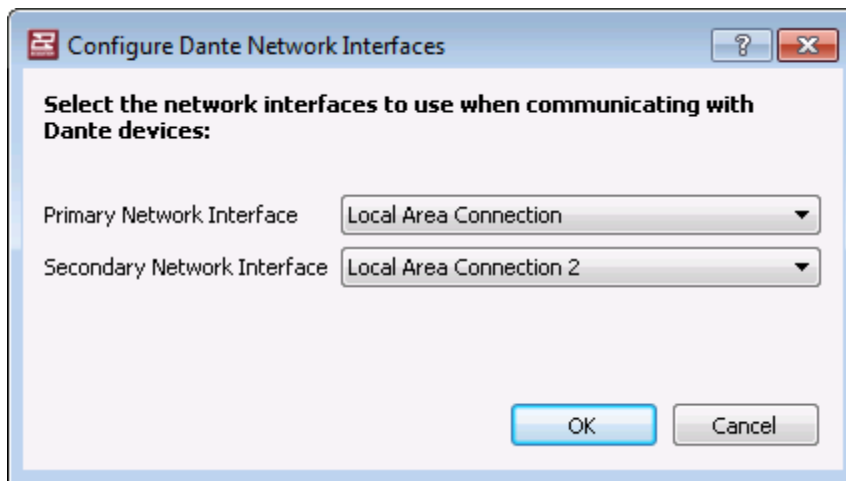 Configure Dante Network Interfaces
Select the network interfaces to use when communicating with
Dante devices:
Primary Network Interface Local Area Connection
Secondary Network Interface Local Area Connection 2
OK Cancel